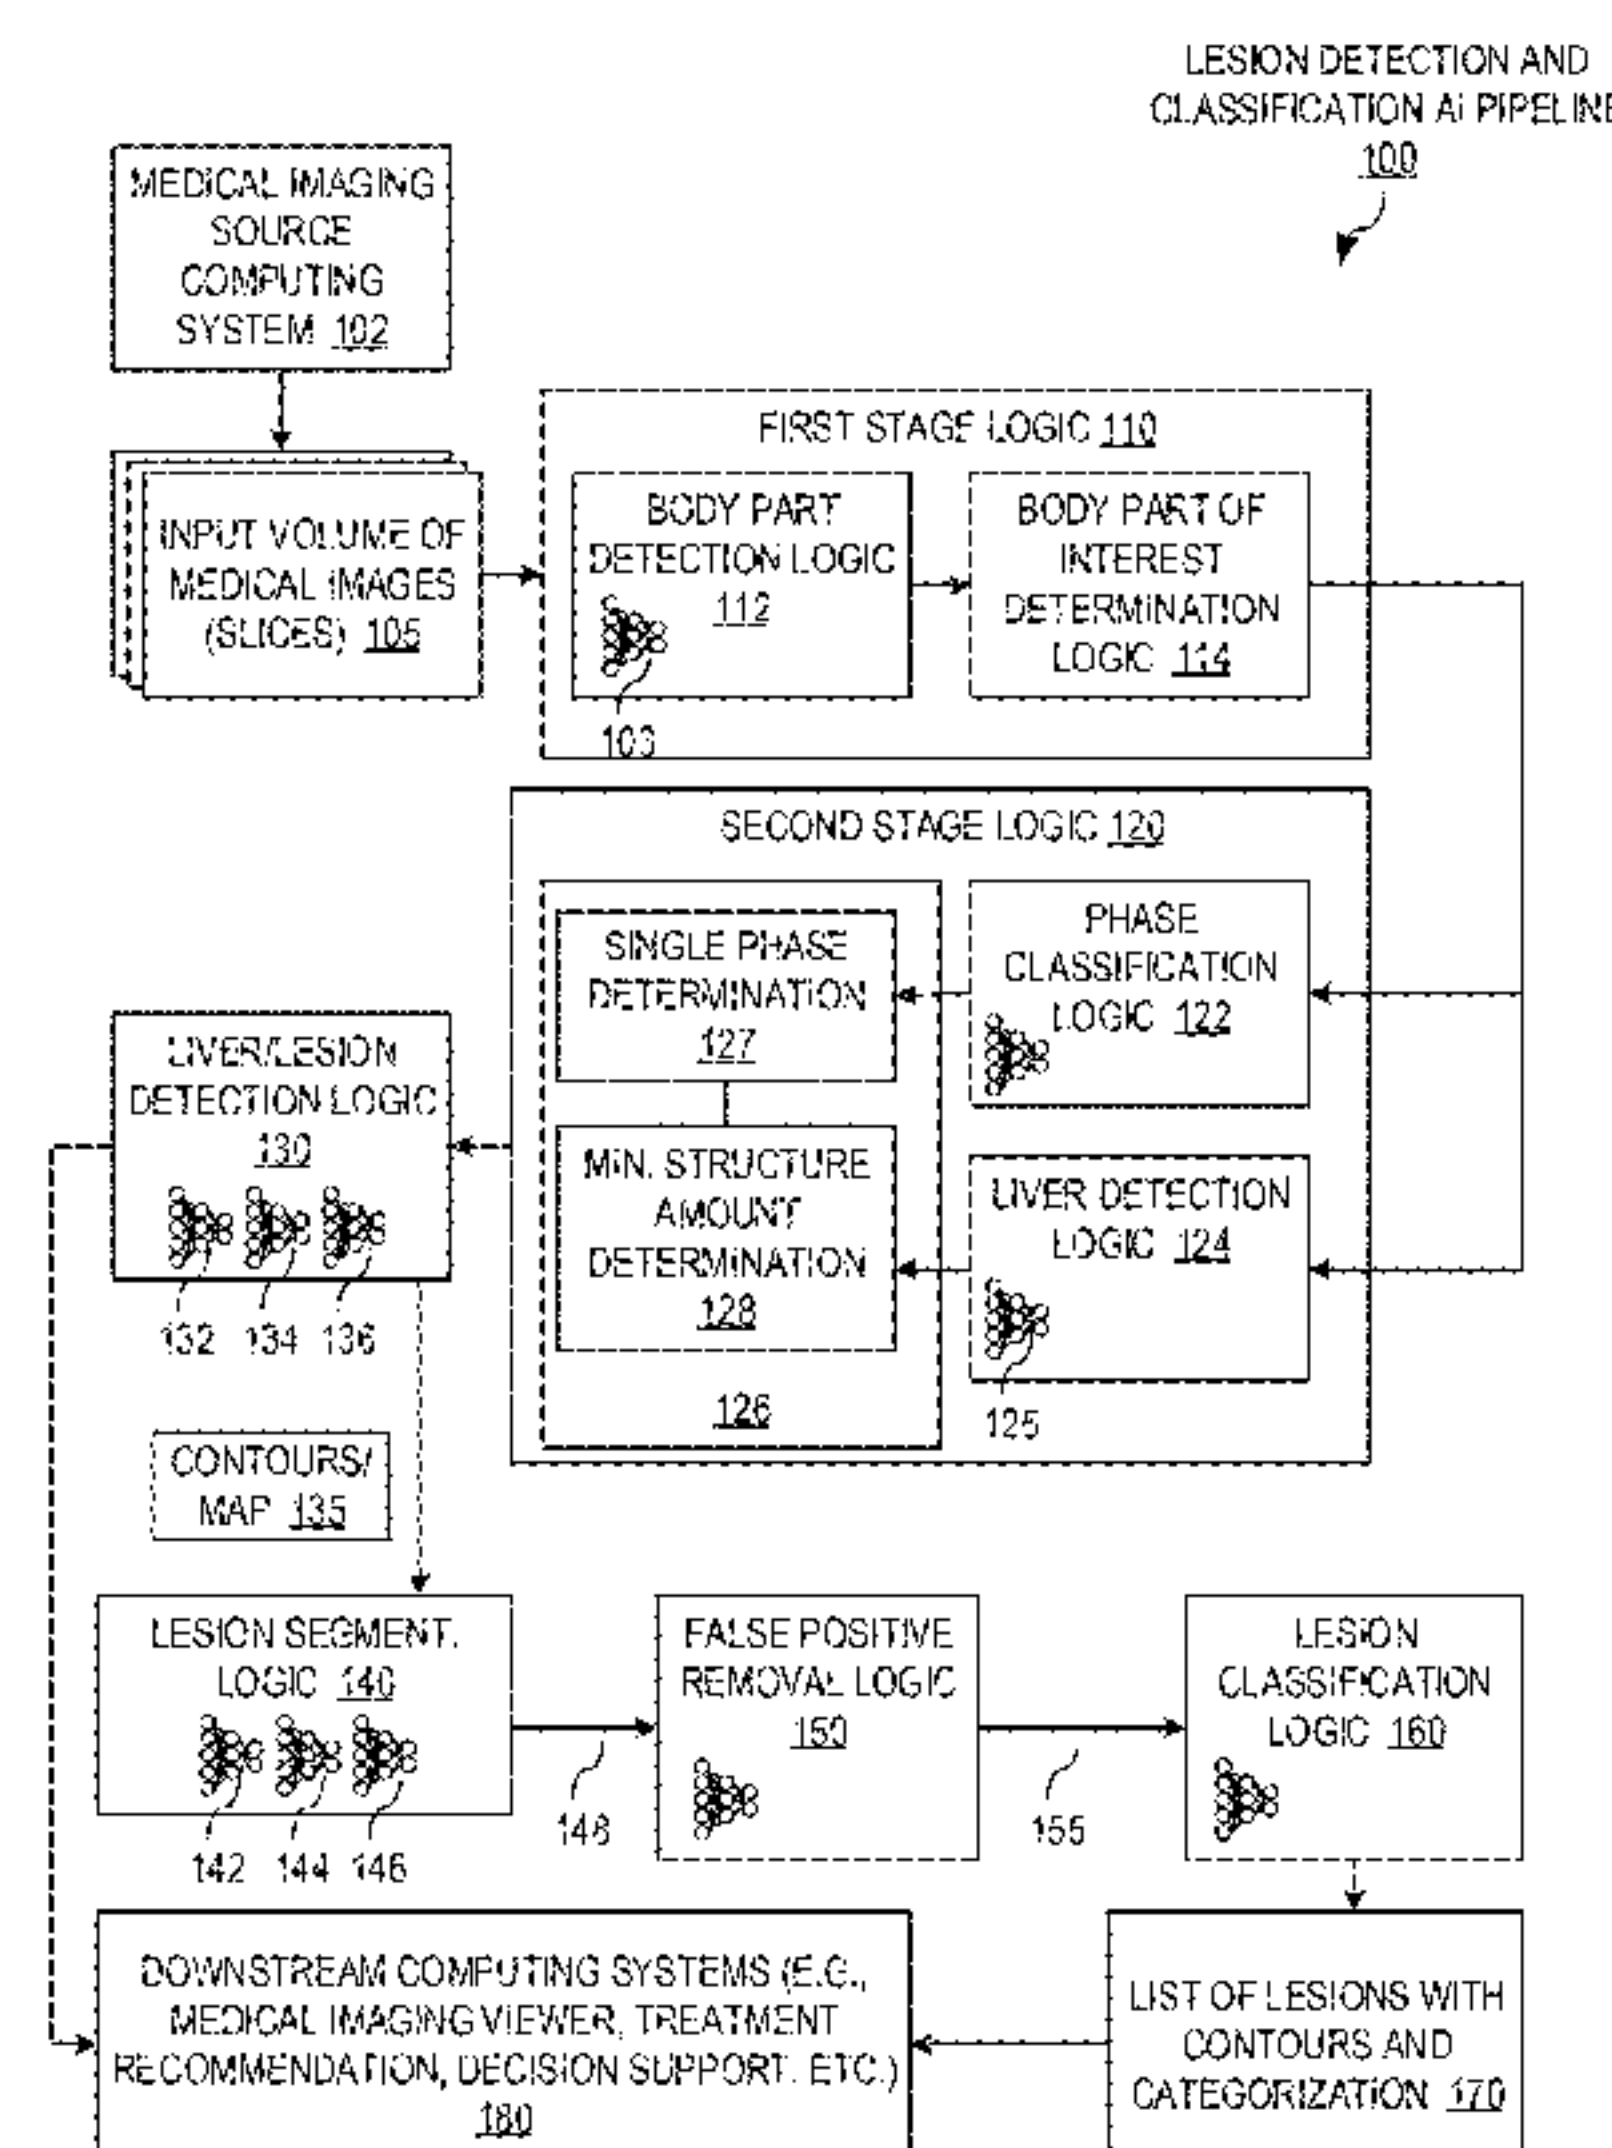 LESION DETECTION AND
CLASSIFICATION AI PIPELINE
100
MEDICAL IMAGING
SOURCE
COMPUTING
SYSTEM 102
FIRST STAGE LOGIC 110
INPUT VOLUME OF
MEDICAL IMAGES
(SLICES) 105
BODY PART
DETECTION LOGIC
112
BODY PART OF
INTEREST
DETERMINATION
LOGIC 114
SECOND STAGE LOGIC 120
SINGLE PHASE
DETERMINATION
127
PHASE
CLASSIFICATION
LOGIC 122
LIVER/LESION
DETECTION LOGIC
130
132 134 136
MIN. STRUCTURE
AMOUNT
DETERMINATION
128
LIVER DETECTION
LOGIC 124
125
126
CONTOURS/
MAP 135
LESION SEGMENT.
LOGIC 140
142 144 146
FALSE POSITIVE
REMOVAL LOGIC
150
155
LESION
CLASSIFICATION
LOGIC 160
DOWNSTREAM COMPUTING SYSTEMS (E.G.,
MEDICAL IMAGING VIEWER, TREATMENT
RECOMMENDATION, DECISION SUPPORT. ETC.)
180
LIST OF LESIONS WITH
CONTOURS AND
CATEGORIZATION 170